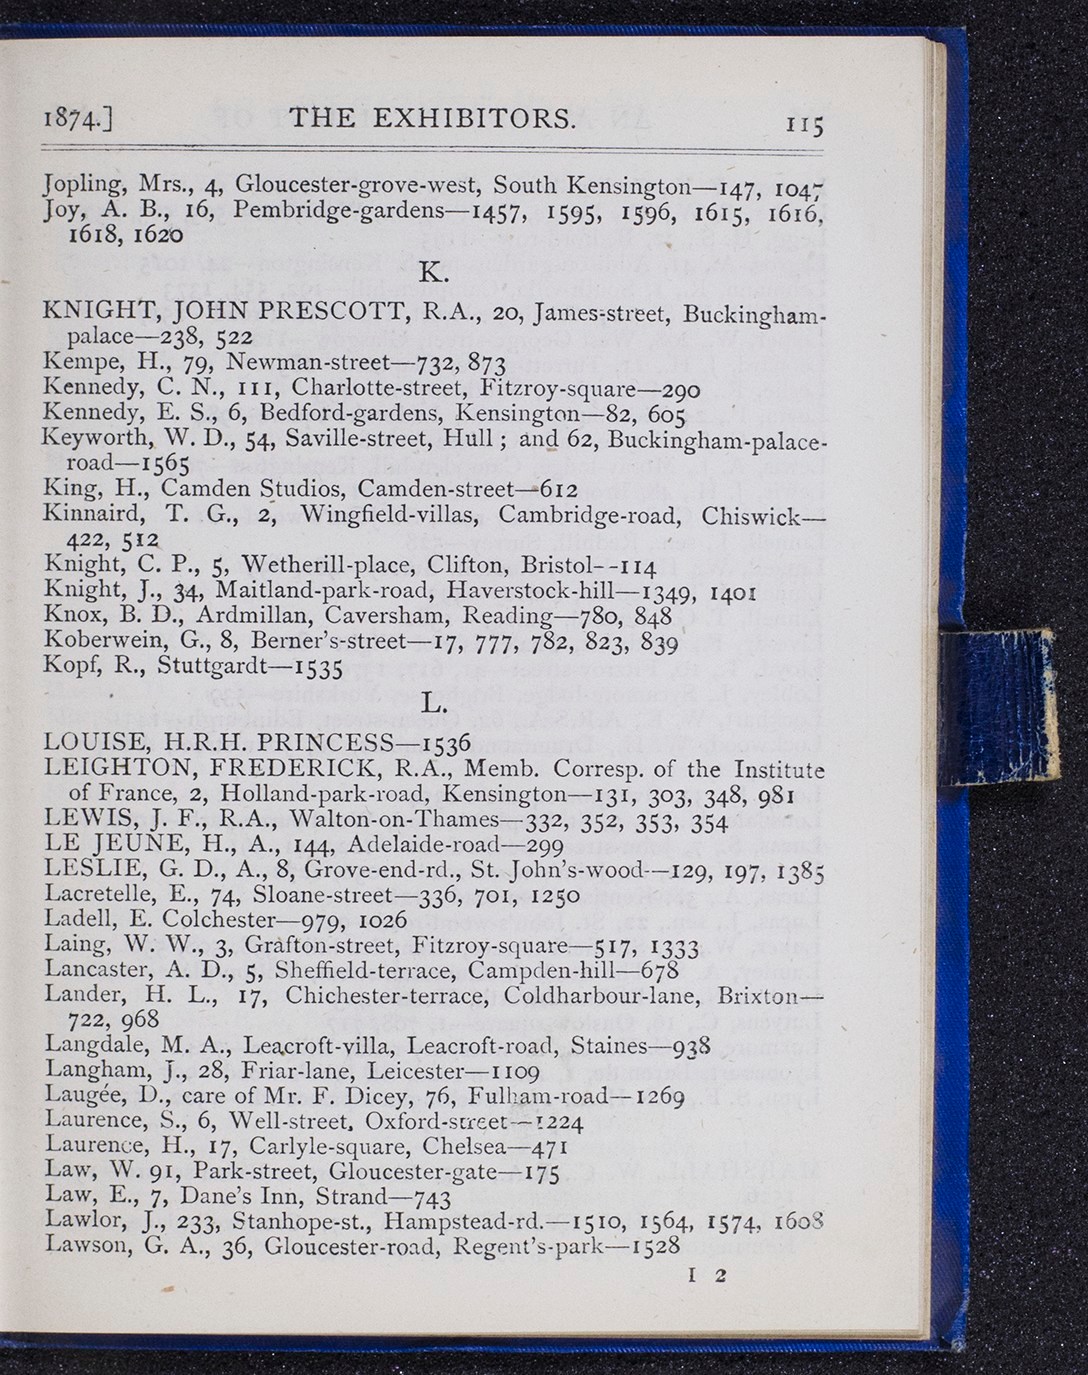 1874.] THE EXHIBITORS. 115
Jopling, Mrs., 4, Gloucester-grove-west, South Kensington—147, 1047
Joy, A. B., 16, Pembridge-gardens—1457, 1595, 1596, 1615, 1616,
1618, 1620
K.
KNIGHT, JOHN PRESCOTT, R.A., 20, James-street, Buckingham-
palace—238, 522
Kempe, H., 79, Newman-street—732, 873
Kennedy, C. N., 111, Charlotte-street, Fitzroy-square—290
Kennedy, E. S., 6, Bedford-gardens, Kensington—82, 605
Keyworth, W. D., 54, Saville-street, Hull ; and 62, Buckingham-palace-
road—1565
King, H., Camden Studios, Camden-street—612
Kinnaird, T. G., 2, Wingfield-villas, Cambridge-road, Chiswick—
422, 512
Knight, C. P., 5, Wetherill-place, Clifton, Bristol--114
Knight, J., 34, Maitland-park-road, Haverstock-hill—1349, 1401
Knox, B. D., Ardmillan, Caversham, Reading—780, 848
Koberwein, G., 8, Berner's-street—17, 777, 782, 823, 839
Kopf, R., Stuttgardt—1535
L.
LOUISE, H.R.H. PRINCESS—1536
LEIGHTON, FREDERICK, R.A., Memb. Corresp. of the Institute
of France, 2, Holland-park-road, Kensington—131, 303, 348, 981
LEWIS, J. F., R.A., Walton-on-Thames—332, 352, 353, 354
LE JEUNE, H., A., 144, Adelaide-road—299
LESLIE, G. D., A., 8, Grove-end-rd., St. John's-wood—129, 197, 1385
Lacretelle, E., 74, Sloane-street—336, 701, 1250
Ladell, E. Colchester—979, 1026
Laing, W. W., 3, Grafton-street, Fitzroy-square—517, 1333
Lancaster, A. D., 5, Sheffield-terrace, Campden-hill—678
Lander, H. L., 17, Chichester-terrace, Coldharbour-lane, Brixton—
722, 968
Langdale, M. A., Leacroft-villa, Leacroft-road, Staines—938
Langham, J., 28, Friar-lane, Leicester—1109
Laugée, D., care of Mr. F. Dicey, 76, Fulham-road—1269
Laurence, S., 6, Well-street, Oxford-street—1224
Laurence, H., 17, Carlyle-square, Chelsea—471
Law, W. 91, Park-street, Gloucester-gate—175
Law, E., 7, Dane's Inn, Strand—743
Lawlor, J., 233, Stanhope-st., Hampstead-rd.—1510, 1564, 1574, 1608
Lawson, G. A., 36, Gloucester-road, Regent's-park—1528
I 2